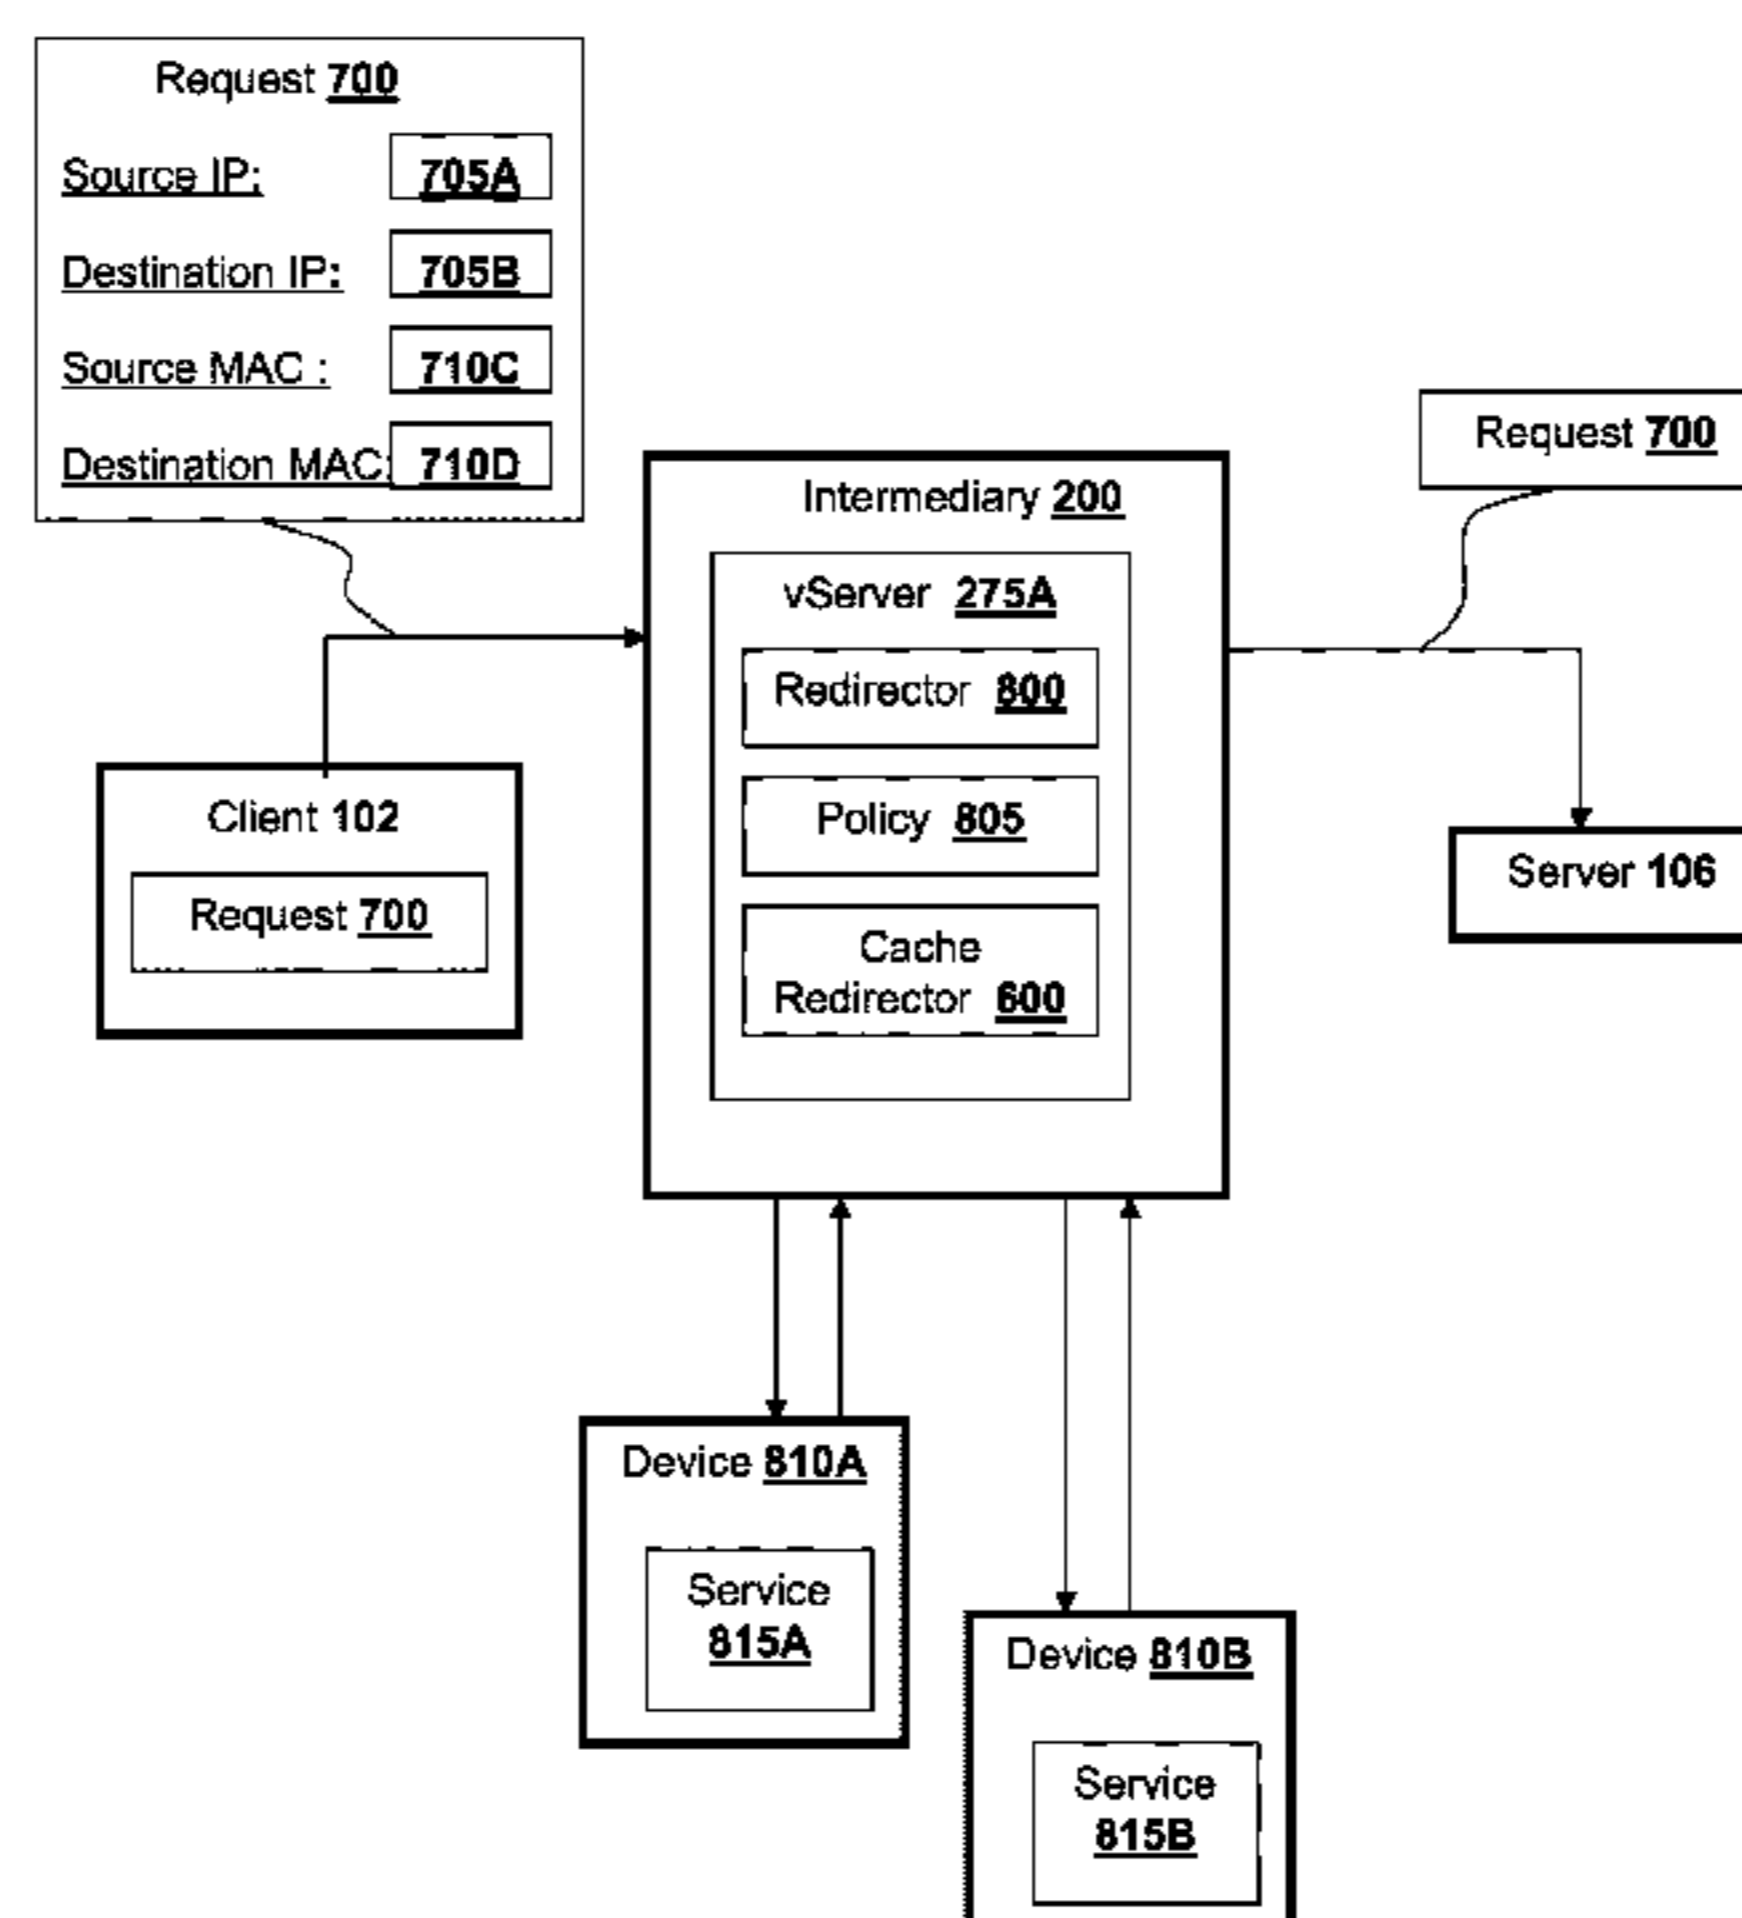 Request 700
Source IP: 705A
Destination IP: 705B
Source MAC : 710C
Destination MAC: 710D
Request 700
Intermediary 200
vServer 275A
Redirector 800
Policy 805
Cache
Redirector 600
Client 102
Request 700
Server 106
Device 810A
Service
815A
Device 810B
Service
815B